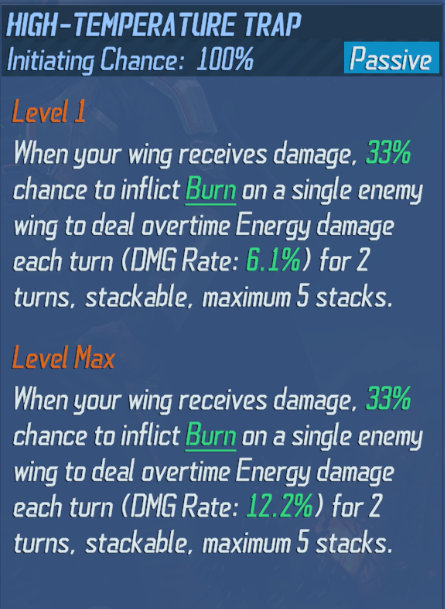 HIGH-TEMPERATURE TRAP
Initiating Chance: 100%
Passive
Level 1
When your wing receives damage, 33%
chance to inflict Burn on a single enemy
wing to deal overtime Energy damage
each turn (DMG Rate: 6.1%) for 2
turns, stackable, maximum 5 stacks.
Level Max
When your wing receives damage, 33%
chance to inflict Burn on a single enemy
wing to deal overtime Energy damage
each turn (DMG Rate: 12.2%) for 2
turns, stackable, maximum 5 stacks.